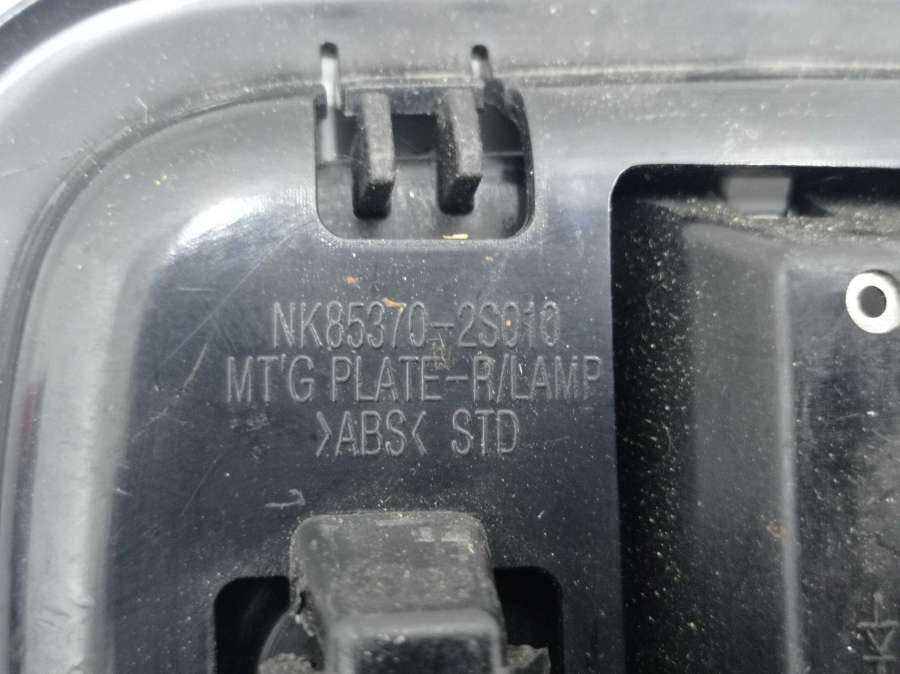 NK85370-2S010
MT'G PLATE-R/LAMP
>ABS< STD